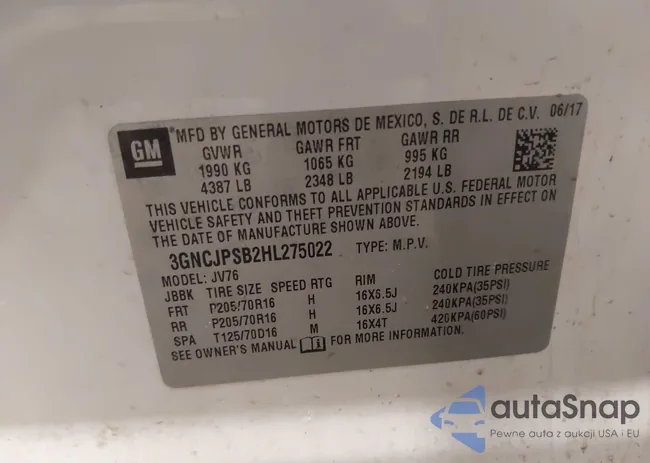 GM
*MFD BY GENERAL MOTORS DE MEXICO, S. DE R.L. DE C.V. 06/17
GVWR GAWR FRT GAWR RR
1990 KG 1065 KG 995 KG
4387 LB 2348 LB 2194 LB
THIS VEHICLE CONFORMS TO ALL APPLICABLE U.S. FEDERAL MOTOR
VEHICLE SAFETY AND THEFT PREVENTION STANDARDS IN EFFECT ON
THE DATE OF MANUFACTURE SHOWN ABOVE.
3GNCJPSB2HL275022 TYPE: M.P.V.
MODEL: JV76
JBBK TIRE SIZE SPEED RTG RIM COLD TIRE PRESSURE
FRT P205/70R16 H 16X6.5J 240KPA(35PSI)
RR P205/70R16 H 16X6.5J 240KPA(35PSI)
SPA T125/70D16 M 16X4T 420KPA(60PSI)
SEE OWNER'S MANUAL i FOR MORE INFORMATION.
autaSnap
Pewne auta z aukcji USA i EU